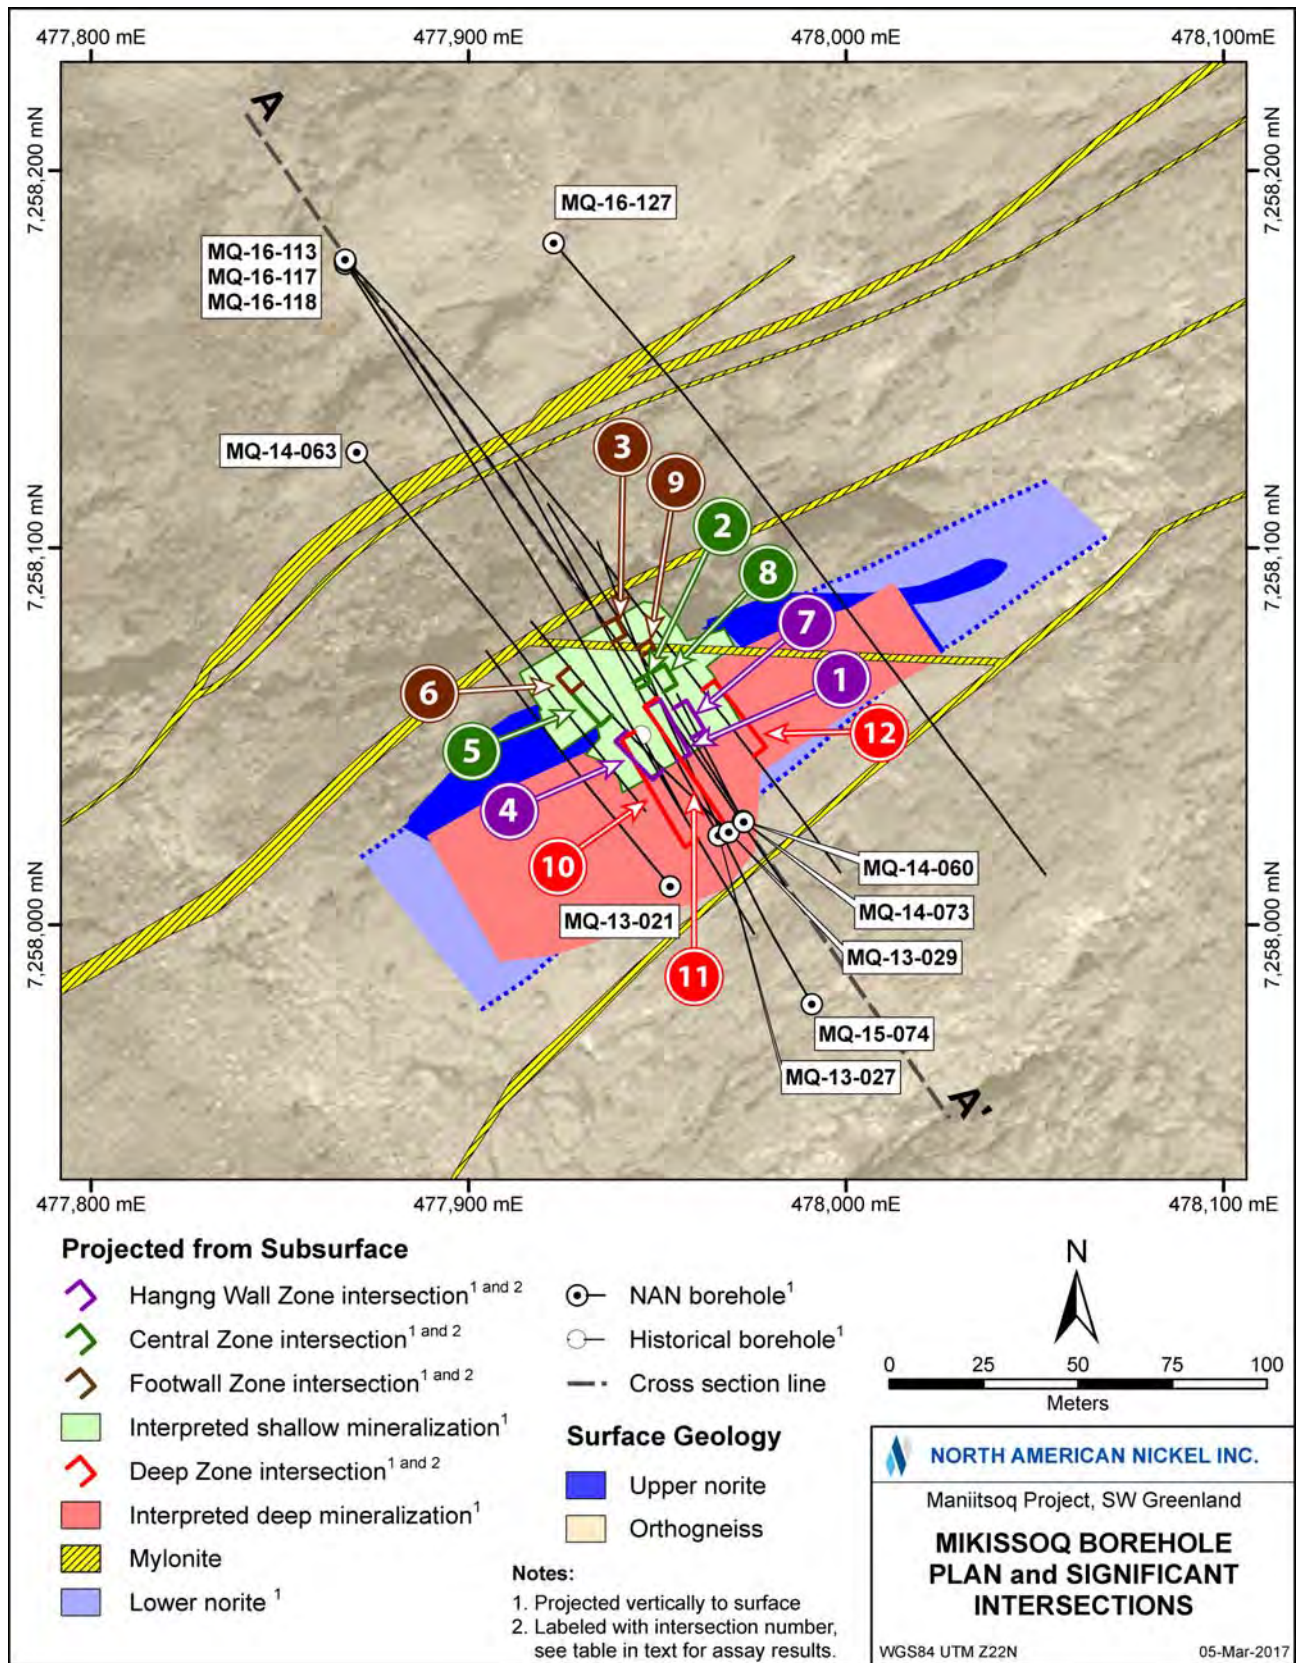 477,800 mE 477,900 mE 478,000 mE 478,100mE
7,258,200 mN
7,258,200 mN
A
MQ-16-127
MQ-16-113
MQ-16-117
MQ-16-118
MQ-14-063
3
9
2
8
7
1
6
5
4
12
10
11
7,258,100 mN
7,258,100 mN
MQ-14-060
MQ-14-073
MQ-13-021
MQ-13-029
MQ-15-074
MQ-13-027
7,258,000 mN
7,258,000 mN
A'
477,800 mE 477,900 mE 478,000 mE 478,100 mE
Projected from Subsurface
Hangng Wall Zone intersection1 and 2
Central Zone intersection1 and 2
Footwall Zone intersection1 and 2
Interpreted shallow mineralization1
Deep Zone intersection1 and 2
Interpreted deep mineralization1
Mylonite
Lower norite 1
NAN borehole1
Historical borehole1
Cross section line
Surface Geology
Upper norite
Orthogneiss
Notes:
1. Projected vertically to surface
2. Labeled with intersection number,
see table in text for assay results.
N
0 25 50 75 100
Meters
NORTH AMERICAN NICKEL INC.
Maniitsoq Project, SW Greenland
MIKISSOQ BOREHOLE
PLAN and SIGNIFICANT
INTERSECTIONS
WGS84 UTM Z22N 05-Mar-2017